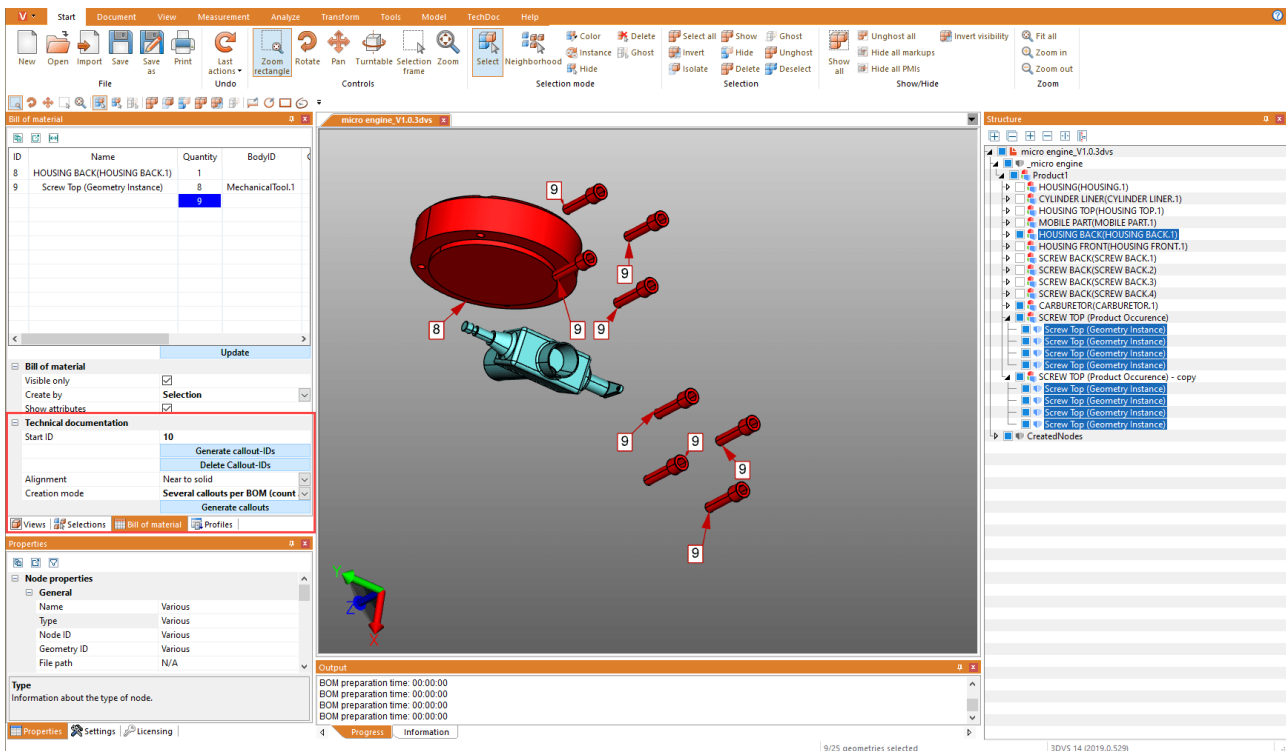 Start Document View Measurement Analyze Transform Tools Model TechDoc Help
New Open Import Save Save as Print
File
Last actions
Undo
Zoom rectangle Rotate Pan Turntable Selection frame Zoom
Controls
Select Neighborhood
Color Delete
Instance Ghost
Hide
Selection mode
Select all Show Ghost
Invert Hide Unghost
Isolate Delete Deselect
Selection
Show all
Unghost all Invert visibility
Hide all markups
Hide all PMIs
Show/Hide
Fit all
Zoom in
Zoom out
Zoom
Bill of material
ID Name Quantity BodyID
8 HOUSING BACK(HOUSING BACK.1) 1
9 Screw Top (Geometry Instance) 8 MechanicalTool.1
9
Update
Bill of material
Visible only
Create by Selection
Show attributes
Technical documentation
Start ID 10
Generate callout-IDs
Delete Callout-IDs
Alignment Near to solid
Creation mode Several callouts per BOM (count
Generate callouts
Views Selections Bill of material Profiles
Properties
Node properties
General
Name Various
Type Various
Node ID Various
Geometry ID Various
File path N/A
Type
Information about the type of node.
Properties Settings Licensing
micro engine_V1.0.3dvs
9
9
8
9
9
9
9
9
9
Y
Z
X
Output
BOM preparation time: 00:00:00
BOM preparation time: 00:00:00
BOM preparation time: 00:00:00
BOM preparation time: 00:00:00
Progress Information
Structure
micro engine_V1.0.3dvs
_micro engine
Product1
HOUSING(HOUSING.1)
CYLINDER LINER(CYLINDER LINER.1)
HOUSING TOP(HOUSING TOP.1)
MOBILE PART(MOBILE PART.1)
HOUSING BACK(HOUSING BACK.1)
HOUSING FRONT(HOUSING FRONT.1)
SCREW BACK(SCREW BACK.1)
SCREW BACK(SCREW BACK.2)
SCREW BACK(SCREW BACK.3)
SCREW BACK(SCREW BACK.4)
CARBURETOR(CARBURETOR.1)
SCREW TOP (Product Occurence)
Screw Top (Geometry Instance)
Screw Top (Geometry Instance)
Screw Top (Geometry Instance)
Screw Top (Geometry Instance)
SCREW TOP (Product Occurence) - copy
Screw Top (Geometry Instance)
Screw Top (Geometry Instance)
Screw Top (Geometry Instance)
Screw Top (Geometry Instance)
CreatedNodes
9/25 geometries selected
3DVS 14 (2019.0.529)